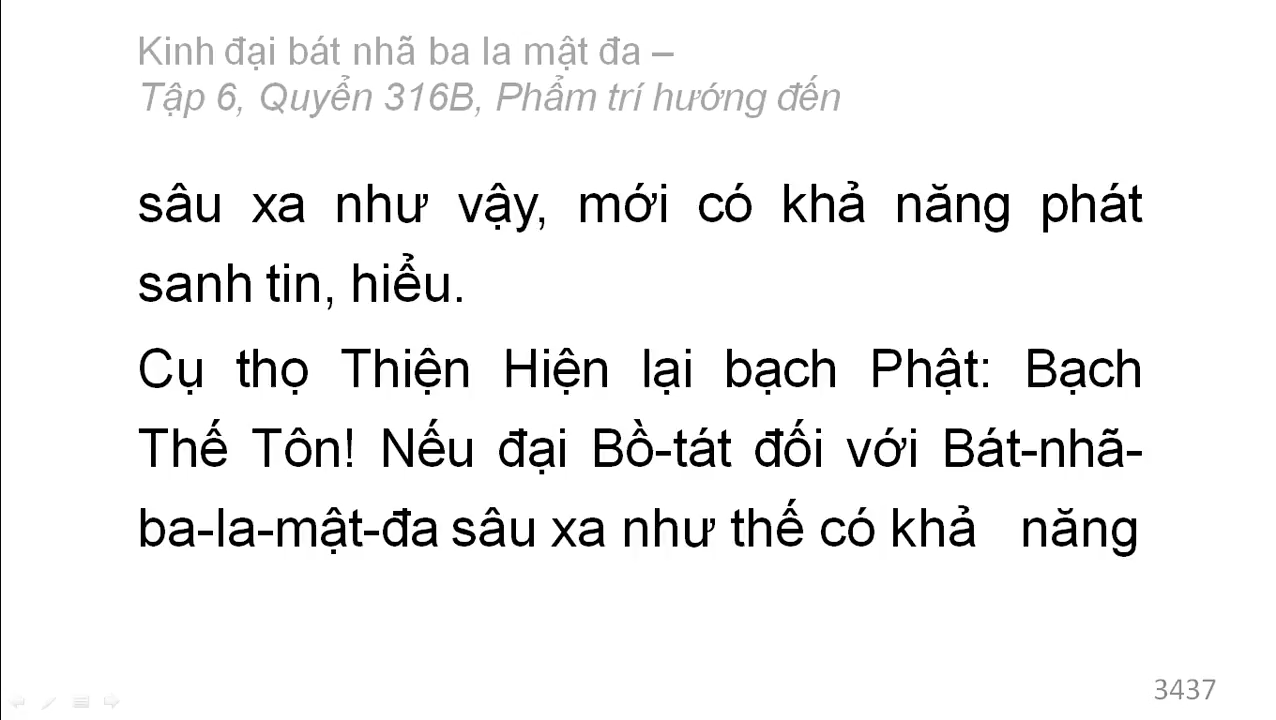 Kinh đại bát nhã ba la mật đa –
Tập 6, Quyển 316B, Phẩm trí hướng đến
sâu xa như vậy, mới có khả năng phát
sanh tin, hiểu.
Cụ thọ Thiện Hiện lại bạch Phật: Bạch
Thế Tôn! Nếu đại Bồ-tát đối với Bát-nhã-
ba-la-mật-đa sâu xa như thế có khả năng
3437